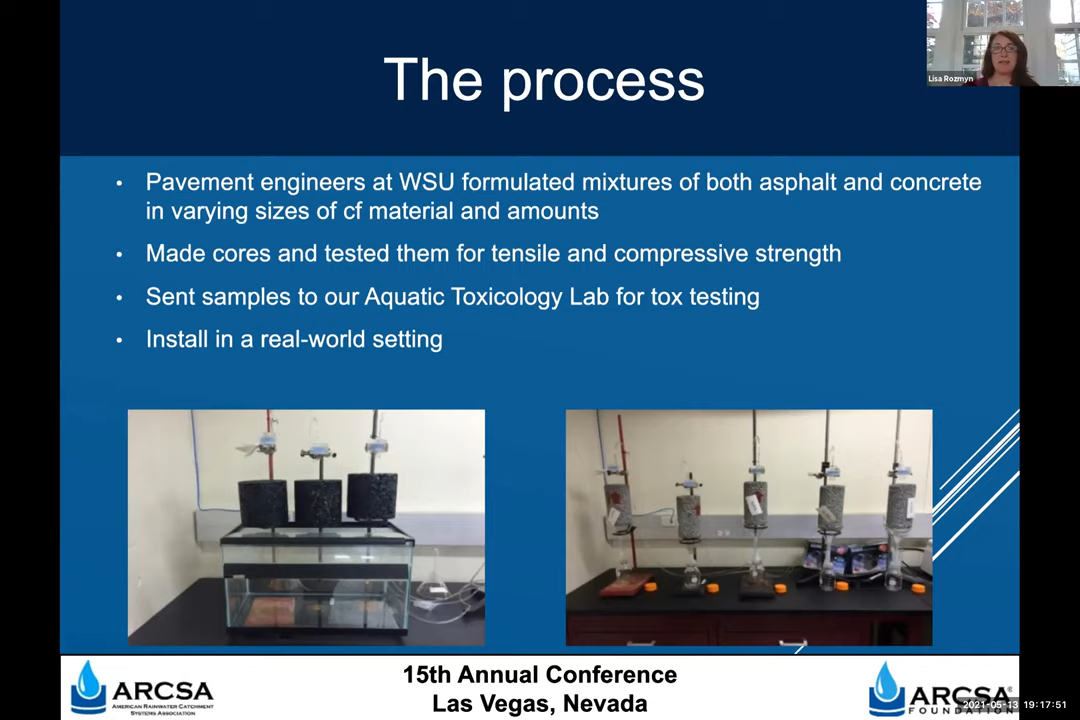 The process
Lisa Rozmyn
• Pavement engineers at WSU formulated mixtures of both asphalt and concrete
in varying sizes of cf material and amounts
• Made cores and tested them for tensile and compressive strength
• Sent samples to our Aquatic Toxicology Lab for tox testing
• Install in a real-world setting
ARCSA
AMERICAN RAINWATER CATCHMENT
SYSTEMS ASSOCIATION
15th Annual Conference
Las Vegas, Nevada
ARCSA®
FOUNDATION
2021-05-13 19:17:51